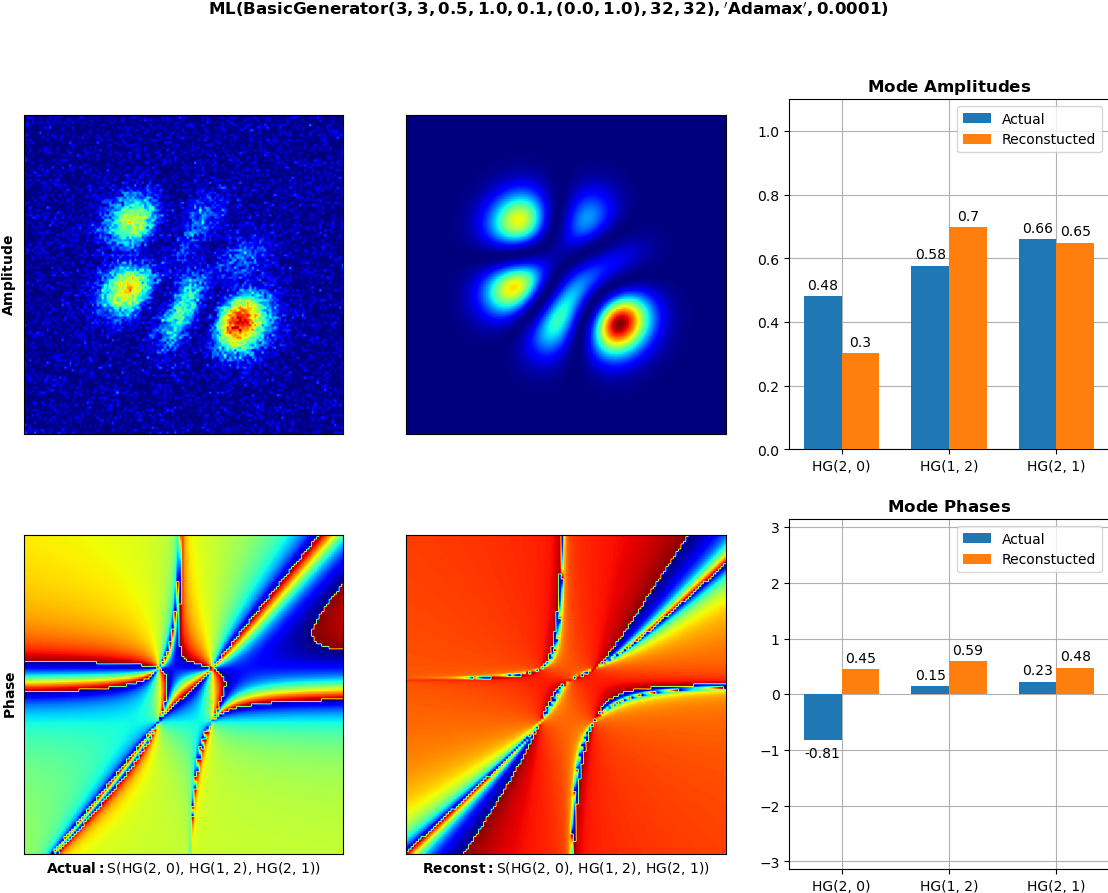 ML(BasicGenerator(3, 3, 0.5, 1.0, 0.1, (0.0, 1.0), 32, 32), ′Adamax′, 0.0001)
Amplitude
Mode Amplitudes
Actual
Reconstucted
1.0
0.8
0.6
0.4
0.2
0.0
0.48
0.3
0.58
0.7
0.66
0.65
HG(2, 0)
HG(1, 2)
HG(2, 1)
Phase
Actual: S(HG(2, 0), HG(1, 2), HG(2, 1))
Reconst: S(HG(2, 0), HG(1, 2), HG(2, 1))
Mode Phases
Actual
Reconstucted
3
2
1
0
−1
−2
−3
-0.81
0.45
0.15
0.59
0.23
0.48
HG(2, 0)
HG(1, 2)
HG(2, 1)